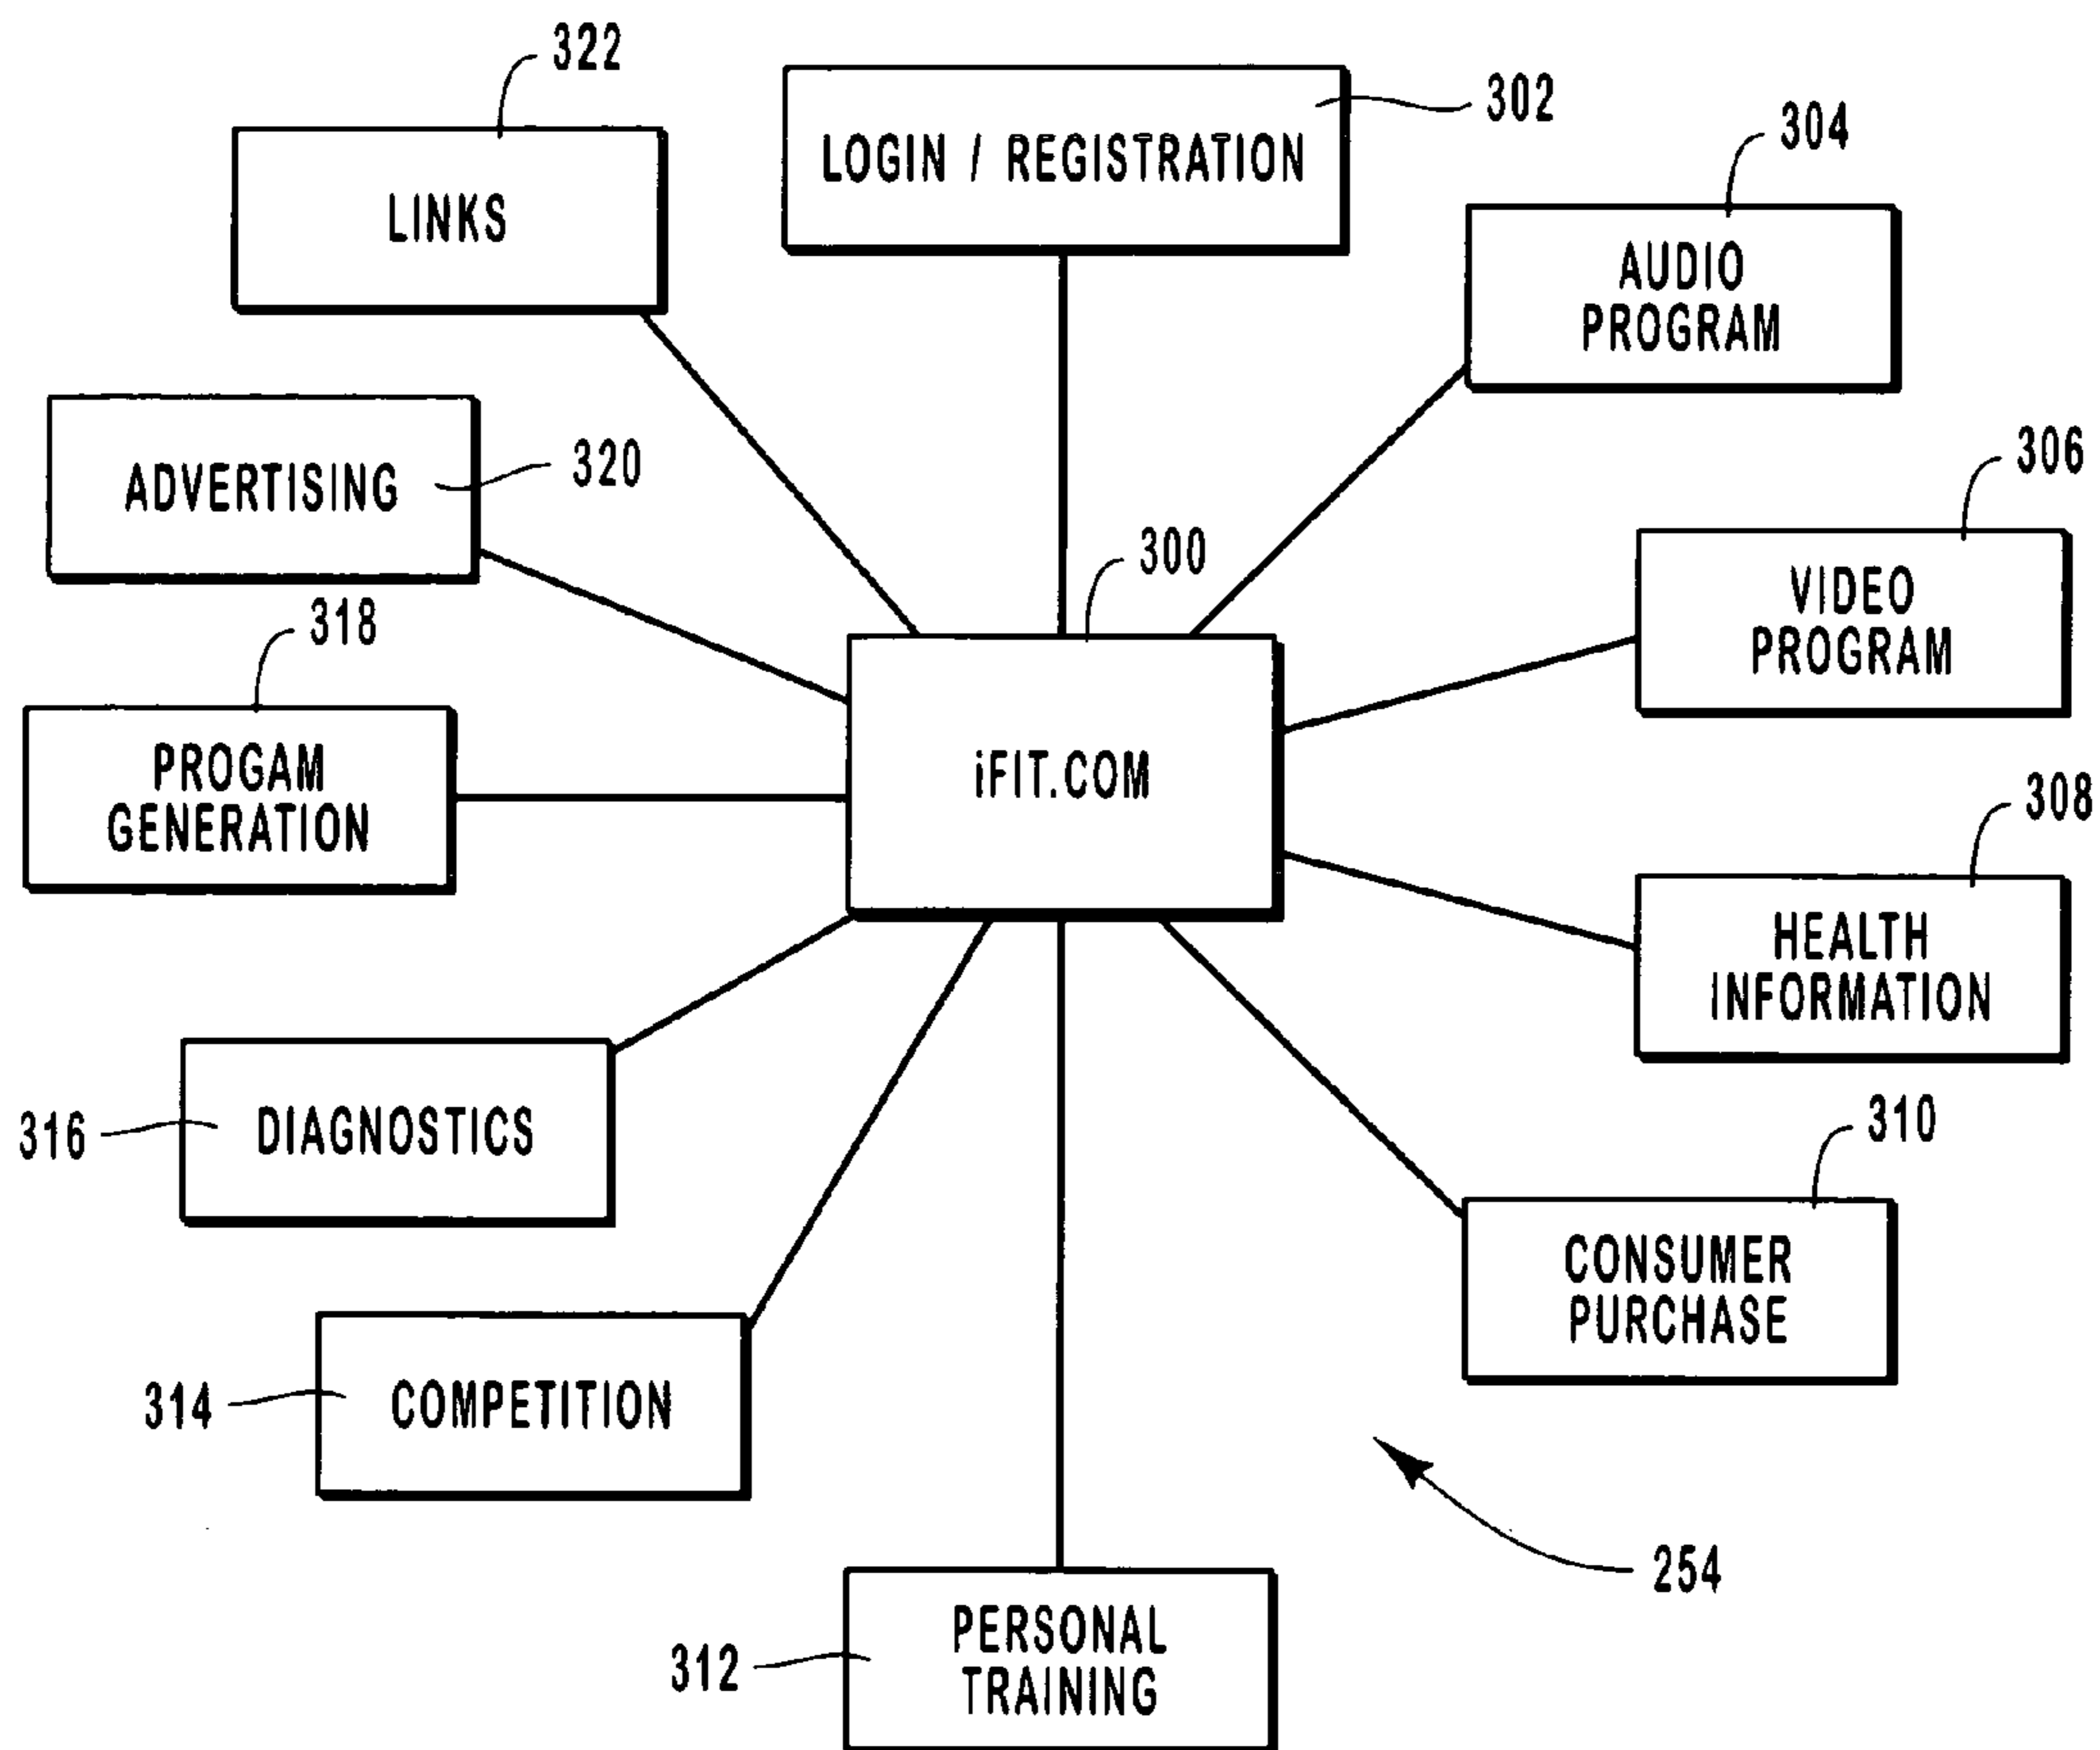 322
302
LOGIN / REGISTRATION
304
LINKS
AUDIO
PROGRAM
306
320
ADVERTISING
300
VIDEO
PROGRAM
318
PROGAM
GENERATION
iFIT.COM
308
HEALTH
INFORMATION
316
DIAGNOSTICS
310
CONSUMER
PURCHASE
314
COMPETITION
254
312
PERSONAL
TRAINING